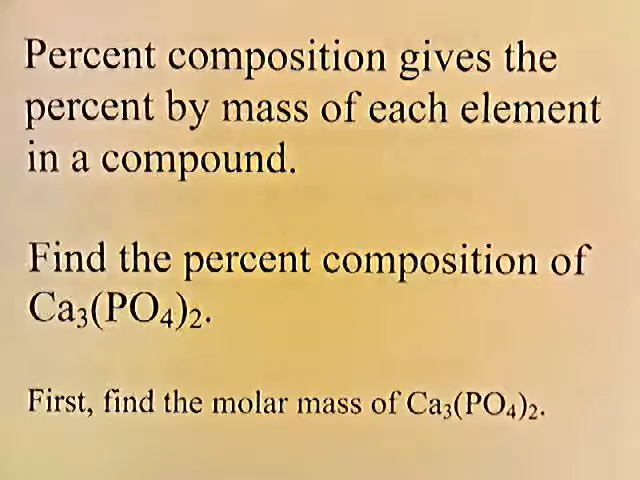 Percent composition gives the
percent by mass of each element
in a compound.
Find the percent composition of
Ca₃(PO₄)₂.
First, find the molar mass of Ca₃(PO₄)₂.